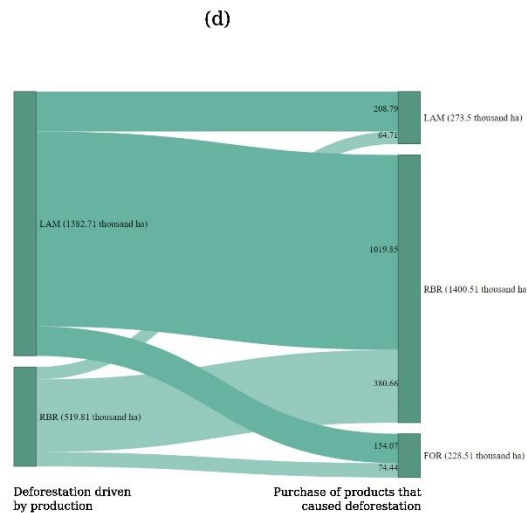 (d)
208.79
LAM (273.5 thousand ha)
64.71
LAM (1382.71 thousand ha)
1019.85
RBR (1400.51 thousand ha
380.66
RBR (519.81 thousand ha)
154.07
FOR (228.51 thousand ha)
74.44
Deforestation driven
by production
Purchase of products that
caused deforestation